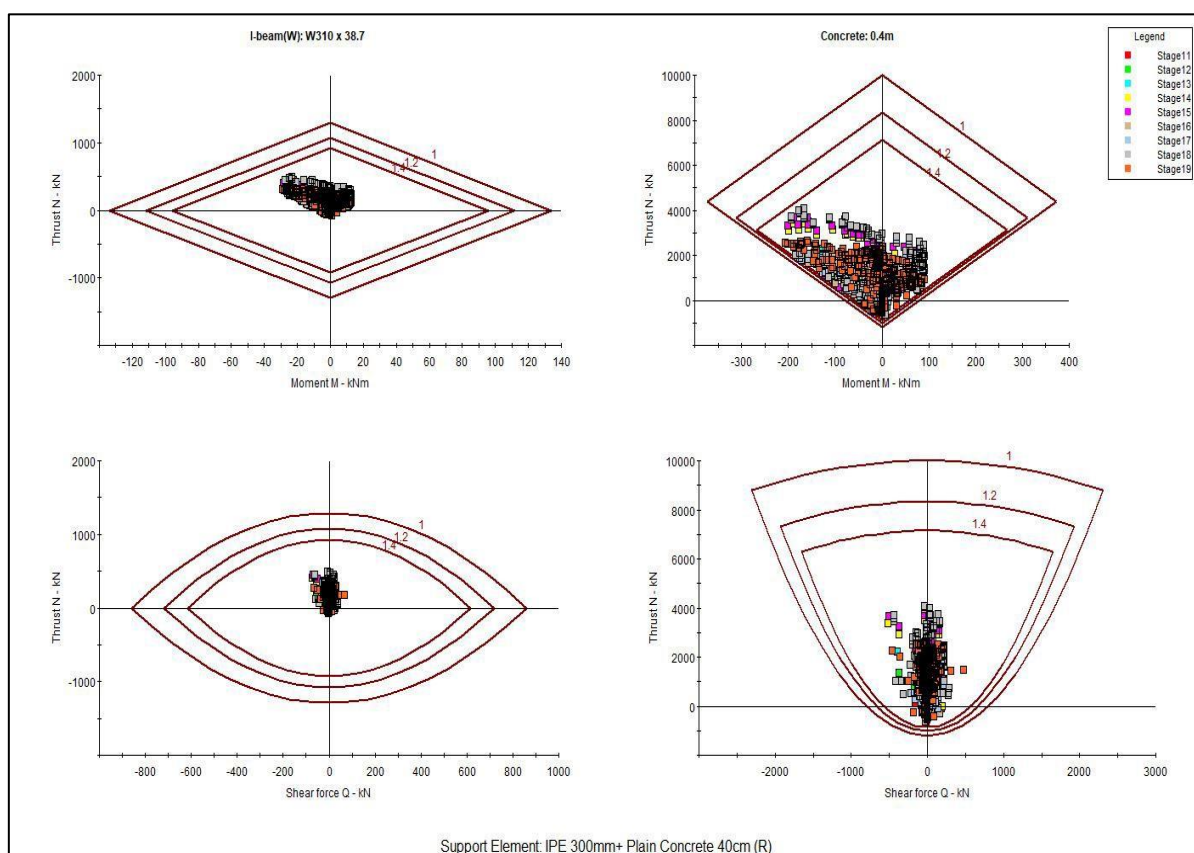 I-beam(W): W310 x 38.7
Concrete: 0.4m
Legend
Stage11
Stage12
Stage13
Stage14
Stage15
Stage16
Stage17
Stage18
Stage19
2000
1000
0
-1000
Thrust N - kN
1
1.2
1.4
-120 -100 -80 -60 -40 -20 0 20 40 60 80 100 120 140
Moment M - kNm
10000
8000
6000
4000
2000
0
Thrust N - kN
1
1.2
1.4
-300 -200 -100 0 100 200 300 400
Moment M - kNm
2000
1000
0
-1000
Thrust N - kN
1
1.2
1.4
-800 -600 -400 -200 0 200 400 600 800 1000
Shear force Q - kN
10000
8000
6000
4000
2000
0
Thrust N - kN
1
1.2
1.4
-2000 -1000 0 1000 2000 3000
Shear force Q - kN
Support Element: IPE 300mm+ Plain Concrete 40cm (R)